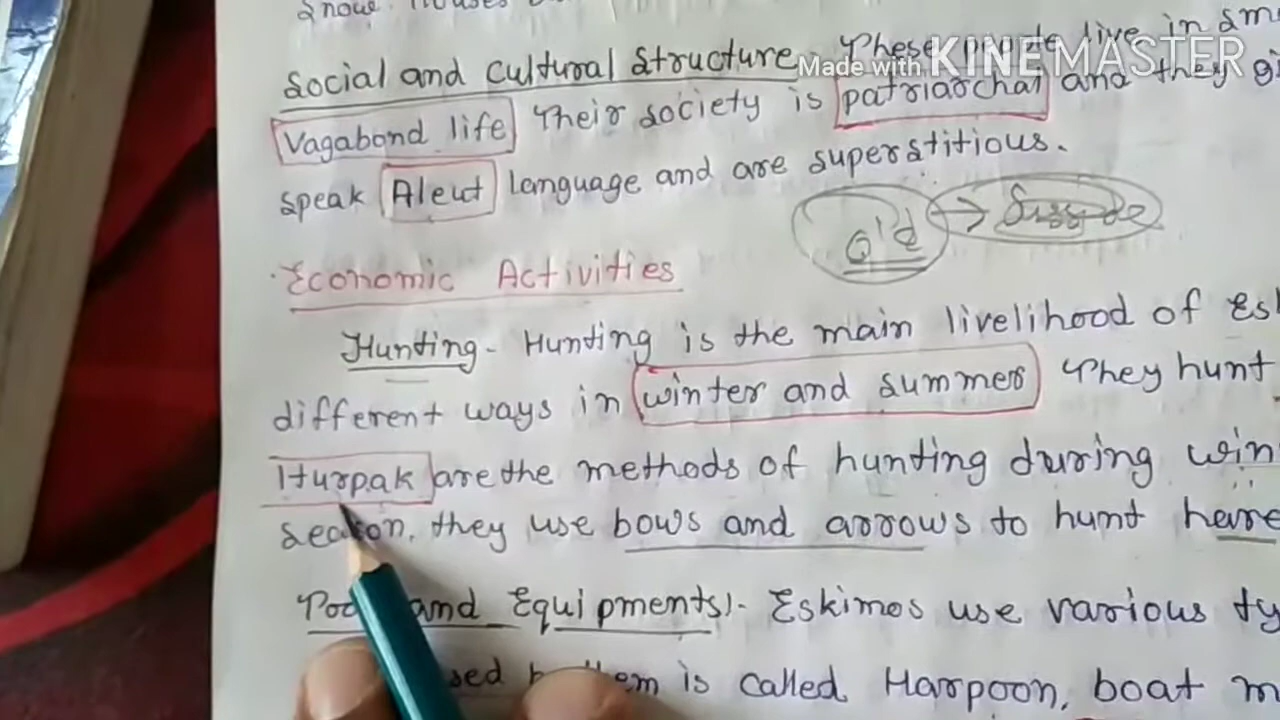 Snow Houses
Social and Cultural Structure - These people live in
Made with KINEMASTER
Vagabond life Their society is patriarchal and they
speak Aleut language and are superstitious.
Old →
Economic Activities
Hunting - Hunting is the main livelihood of
different ways in winter and summer They hunt
Iturpak are the methods of hunting during win
season, they use bows and arrows to hunt hare
and Equipments:- Eskimos use various ty
is called Harpoon, boat m